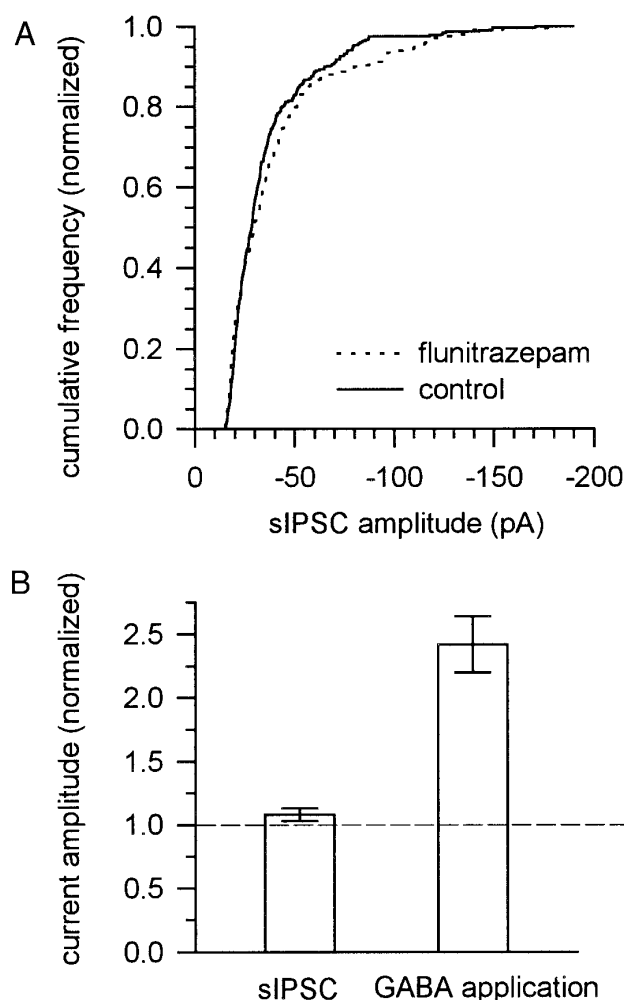 A
cumulative frequency (normalized)
1.0
0.8
0.6
0.4
0.2
0.0
flunitrazepam
control
0 -50 -100 -150 -200
sIPSC amplitude (pA)
B
current amplitude (normalized)
2.5
2.0
1.5
1.0
0.5
0.0
sIPSC GABA application